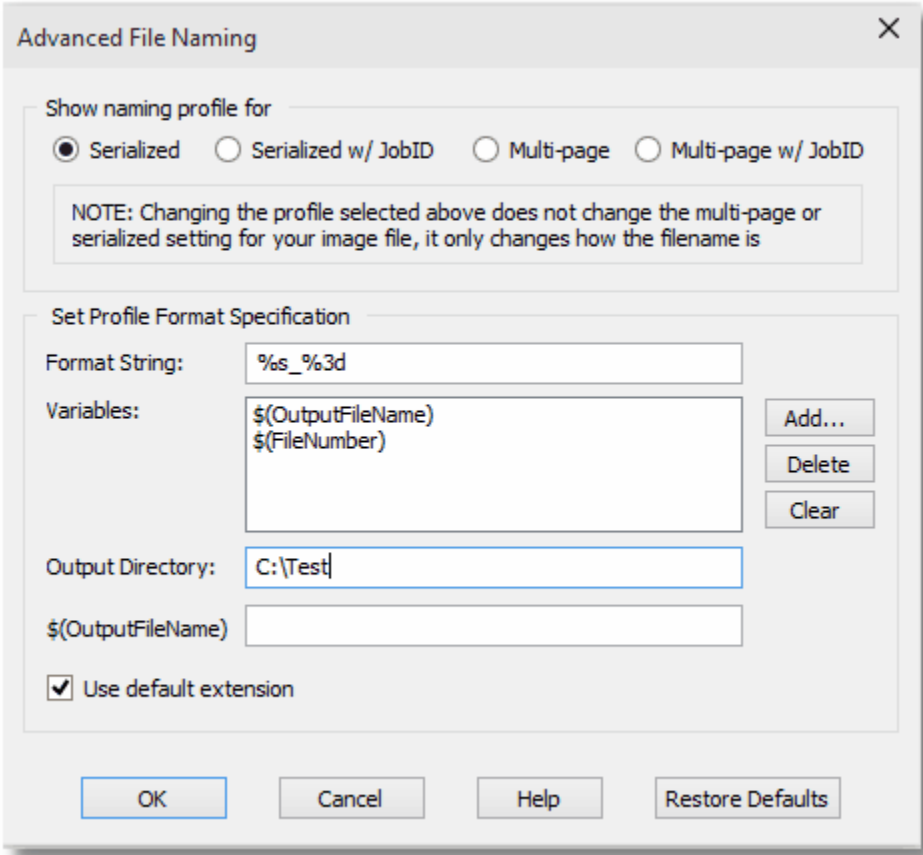 Advanced File Naming
Show naming profile for
Serialized Serialized w/ JobID Multi-page Multi-page w/ JobID
NOTE: Changing the profile selected above does not change the multi-page or
serialized setting for your image file, it only changes how the filename is
Set Profile Format Specification
Format String: %s_%3d
Variables: $(OutputFileName)
$(FileNumber)
Add...
Delete
Clear
Output Directory: C:\Test
$(OutputFileName)
Use default extension
OK Cancel Help Restore Defaults